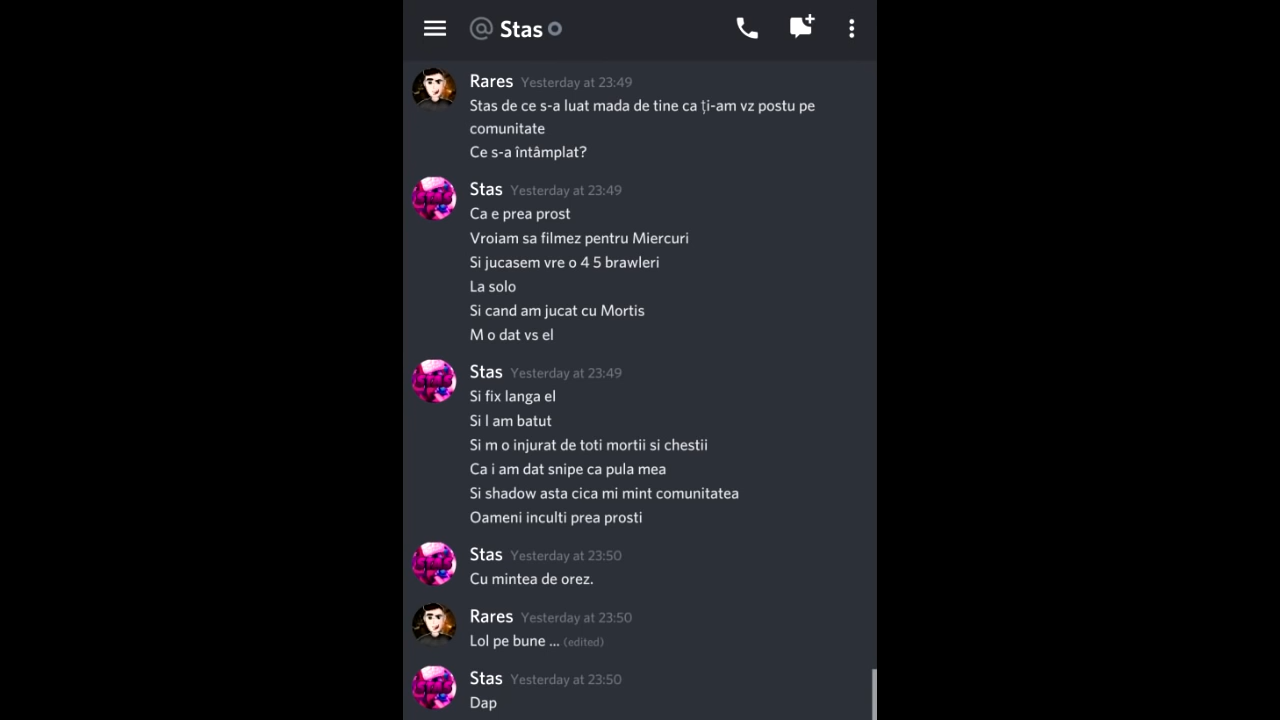 @ Stas
Rares Yesterday at 23:49
Stas de ce s-a luat mada de tine ca ți-am vz postu pe
comunitate
Ce s-a întâmplat?
Stas Yesterday at 23:49
Ca e prea prost
Vroiam sa filmez pentru Miercuri
Si jucasem vre o 4 5 brawleri
La solo
Si cand am jucat cu Mortis
M o dat vs el
Stas Yesterday at 23:49
Si fix langa el
Si l am batut
Si m o injurat de toti mortii si chestii
Ca i am dat snipe ca pula mea
Si shadow asta cica mi mint comunitatea
Oameni inculti prea prosti
Stas Yesterday at 23:50
Cu mintea de orez.
Rares Yesterday at 23:50
Lol pe bune ... (edited)
Stas Yesterday at 23:50
Dap